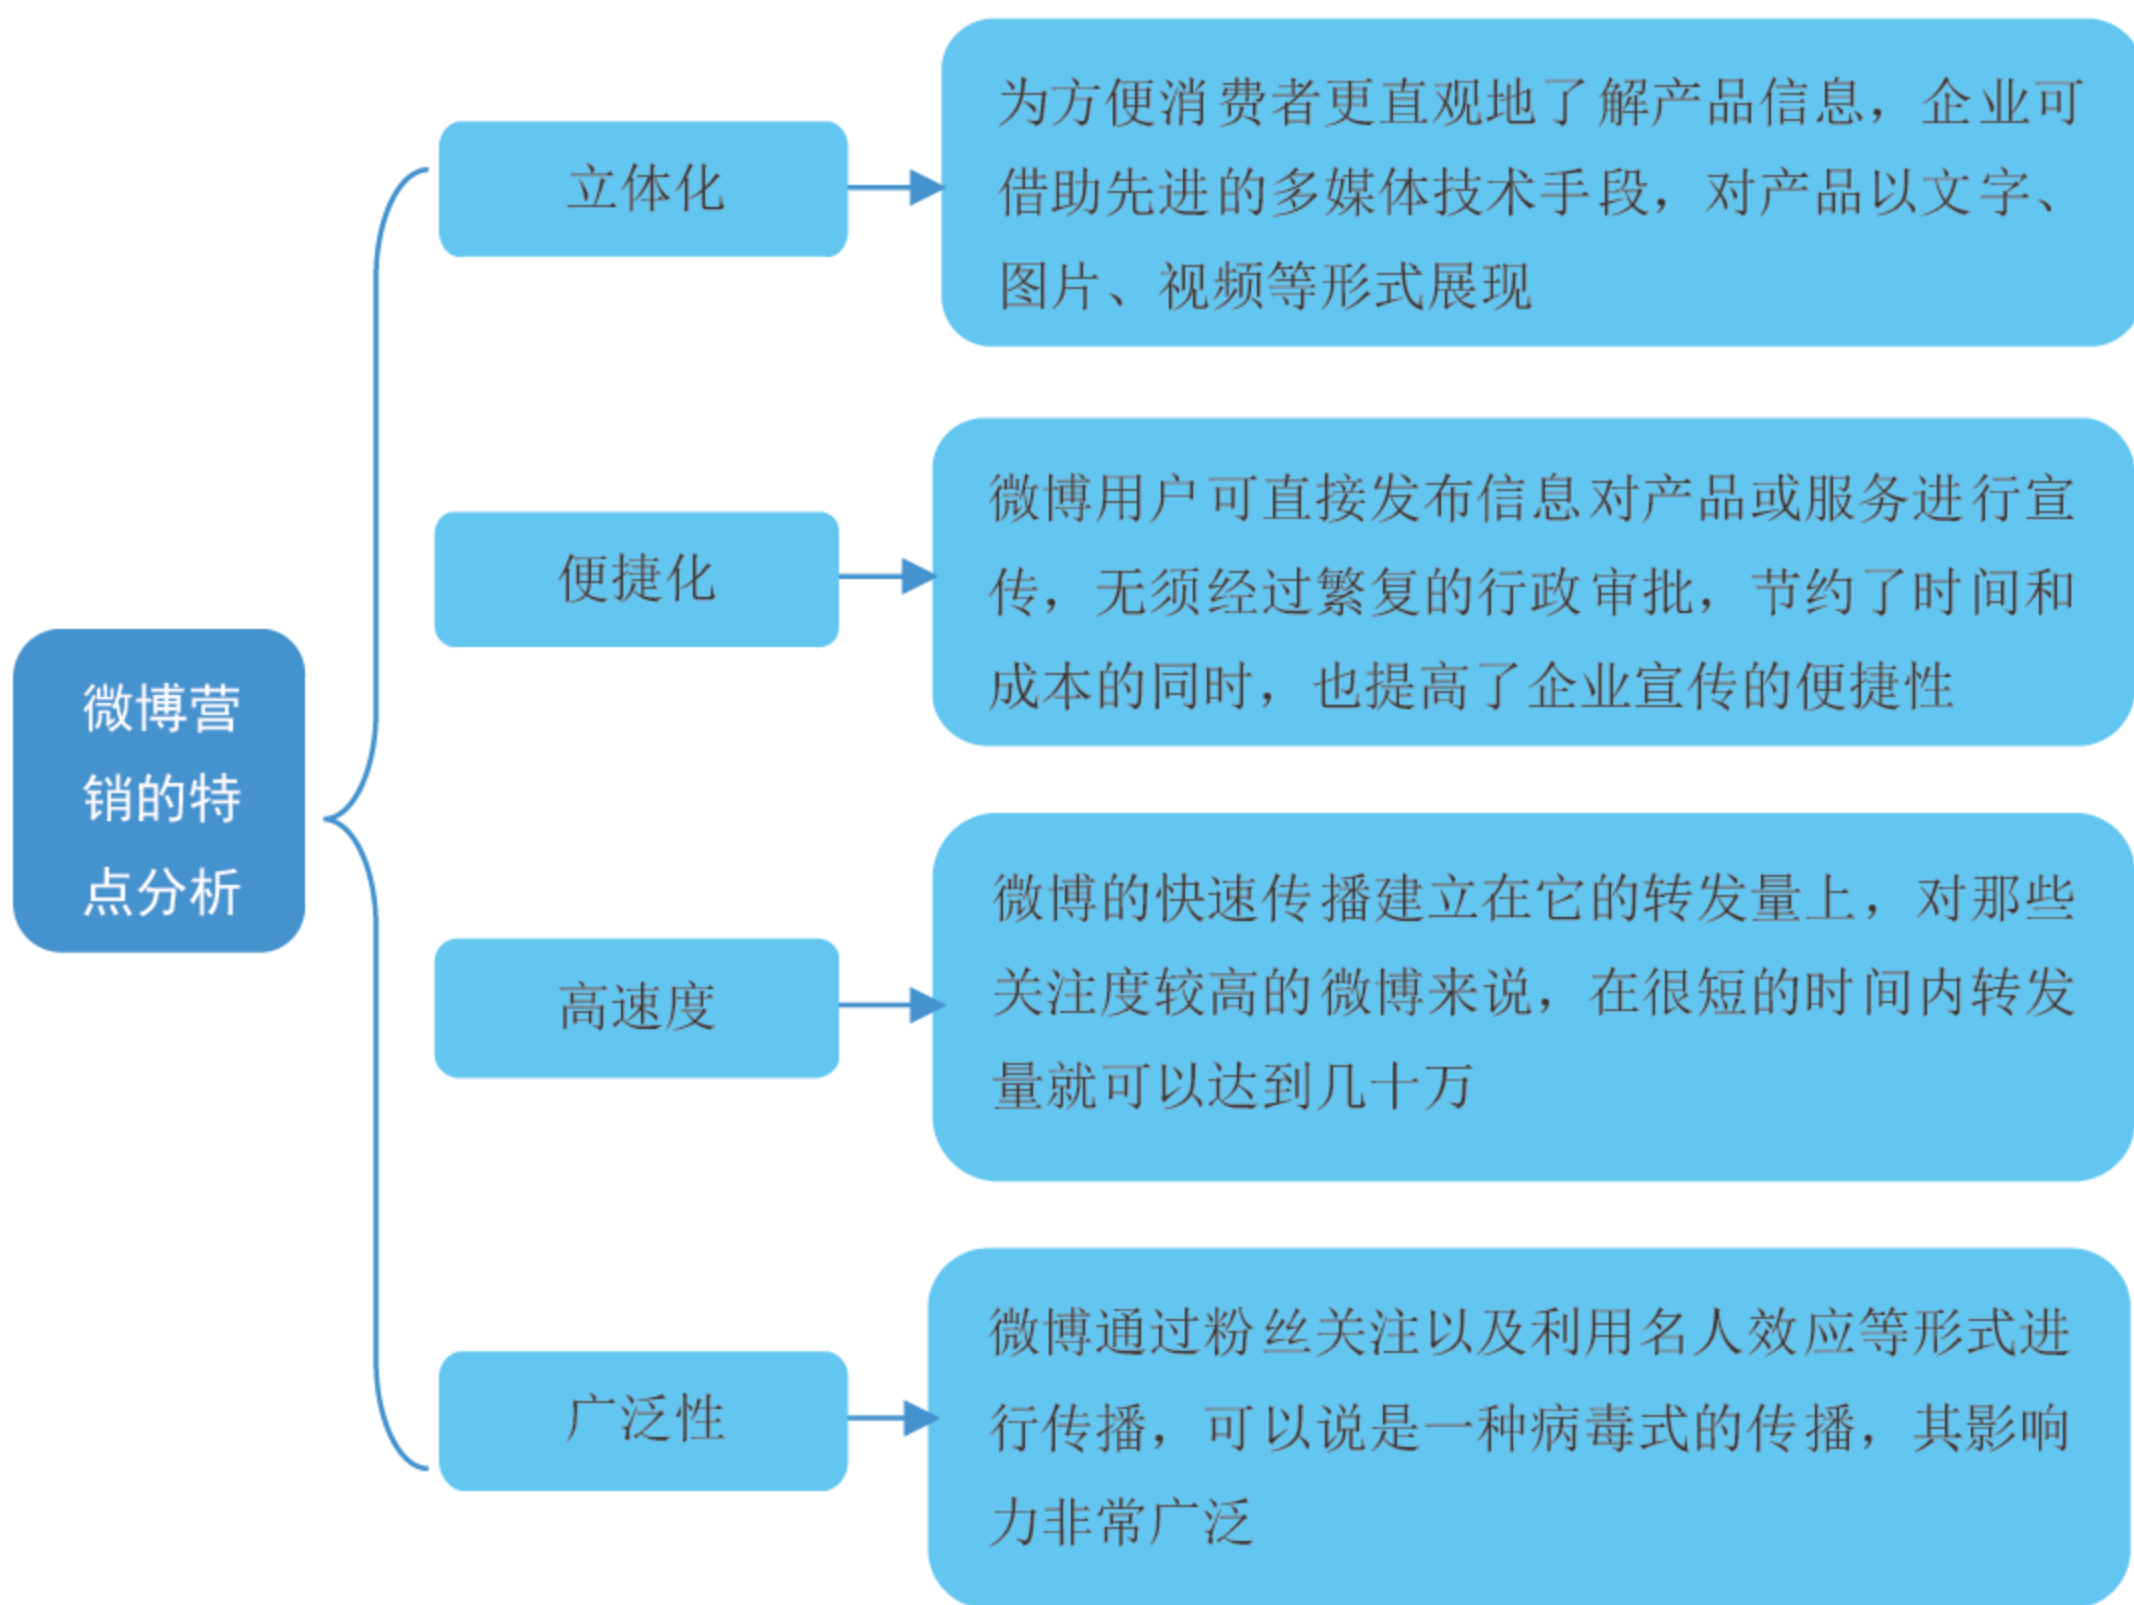 微博营
销的特
点分析
立体化
为方便消费者更直观地了解产品信息，企业可
借助先进的多媒体技术手段，对产品以文字、
图片、视频等形式展现
便捷化
微博用户可直接发布信息对产品或服务进行宣
传，无须经过繁复的行政审批，节约了时间和
成本的同时，也提高了企业宣传的便捷性
高速度
微博的快速传播建立在它的转发量上，对那些
关注度较高的微博来说，在很短的时间内转发
量就可以达到几十万
广泛性
微博通过粉丝关注以及利用名人效应等形式进
行传播，可以说是一种病毒式的传播，其影响
力非常广泛